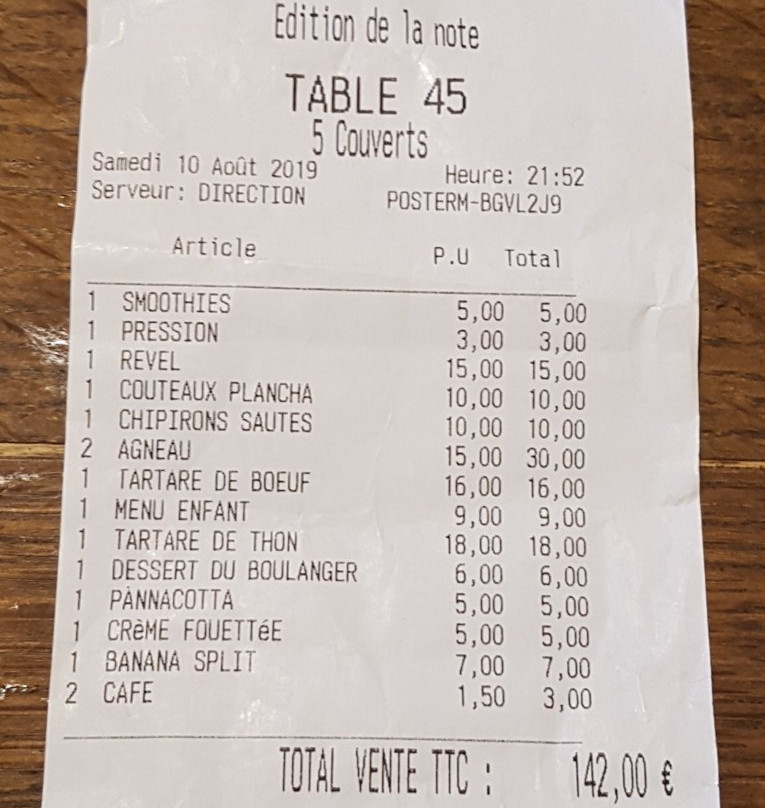 Edition de la note
TABLE 45
5 Couverts
Samedi 10 Août 2019 Heure: 21:52
Serveur: DIRECTION POSTERM-BGVL2J9
Article P.U Total
1 SMOOTHIES 5,00 5,00
1 PRESSION 3,00 3,00
1 REVEL 15,00 15,00
1 COUTEAUX PLANCHA 10,00 10,00
1 CHIPIRONS SAUTES 10,00 10,00
2 AGNEAU 15,00 30,00
1 TARTARE DE BOEUF 16,00 16,00
1 MENU ENFANT 9,00 9,00
1 TARTARE DE THON 18,00 18,00
1 DESSERT DU BOULANGER 6,00 6,00
1 PÀNNACOTTA 5,00 5,00
1 CRèME FOUETTéE 5,00 5,00
1 BANANA SPLIT 7,00 7,00
2 CAFE 1,50 3,00
TOTAL VENTE TTC : 142,00 €